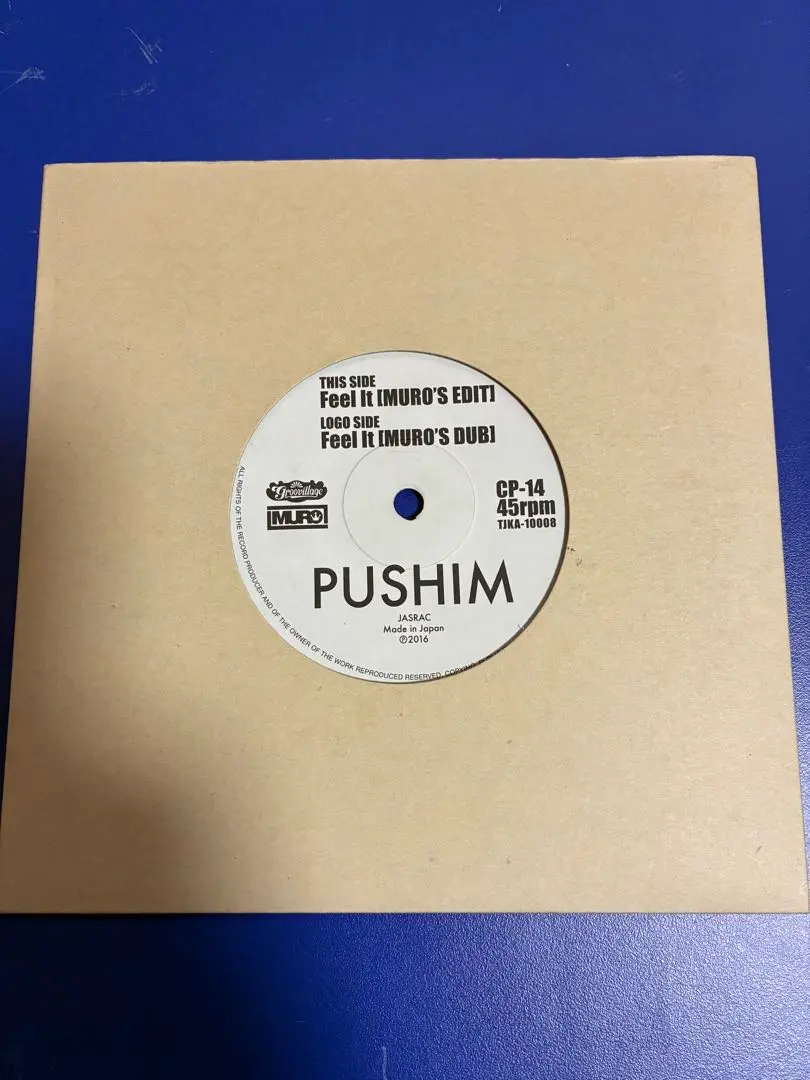 THIS SIDE
Feel It [MURO'S EDIT]
LOGO SIDE
Feel It [MURO'S DUB]
Groovillage
MURO
CP-14
45rpm
TJKA-10008
PUSHIM
JASRAC
Made in Japan
Ⓟ2016
ALL RIGHTS OF THE RECORD PRODUCER AND OF THE OWNER OF THE WORK REPRODUCED RESERVED. COPYING